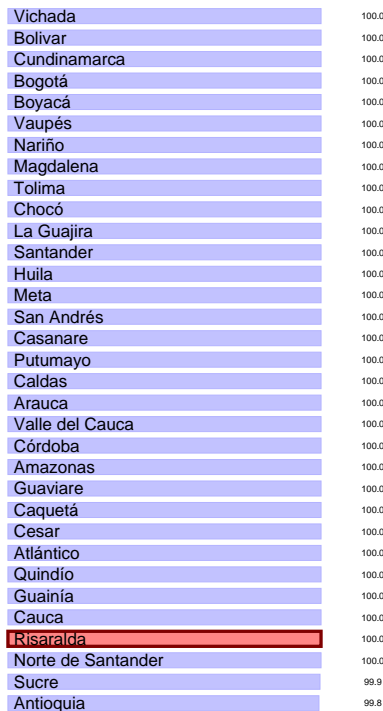 Vichada 100.0
Bolivar 100.0
Cundinamarca 100.0
Bogotá 100.0
Boyacá 100.0
Vaupés 100.0
Nariño 100.0
Magdalena 100.0
Tolima 100.0
Chocó 100.0
La Guajira 100.0
Santander 100.0
Huila 100.0
Meta 100.0
San Andrés 100.0
Casanare 100.0
Putumayo 100.0
Caldas 100.0
Arauca 100.0
Valle del Cauca 100.0
Córdoba 100.0
Amazonas 100.0
Guaviare 100.0
Caquetá 100.0
Cesar 100.0
Atlántico 100.0
Quindío 100.0
Guainía 100.0
Cauca 100.0
Risaralda 100.0
Norte de Santander 100.0
Sucre 99.9
Antioquia 99.8